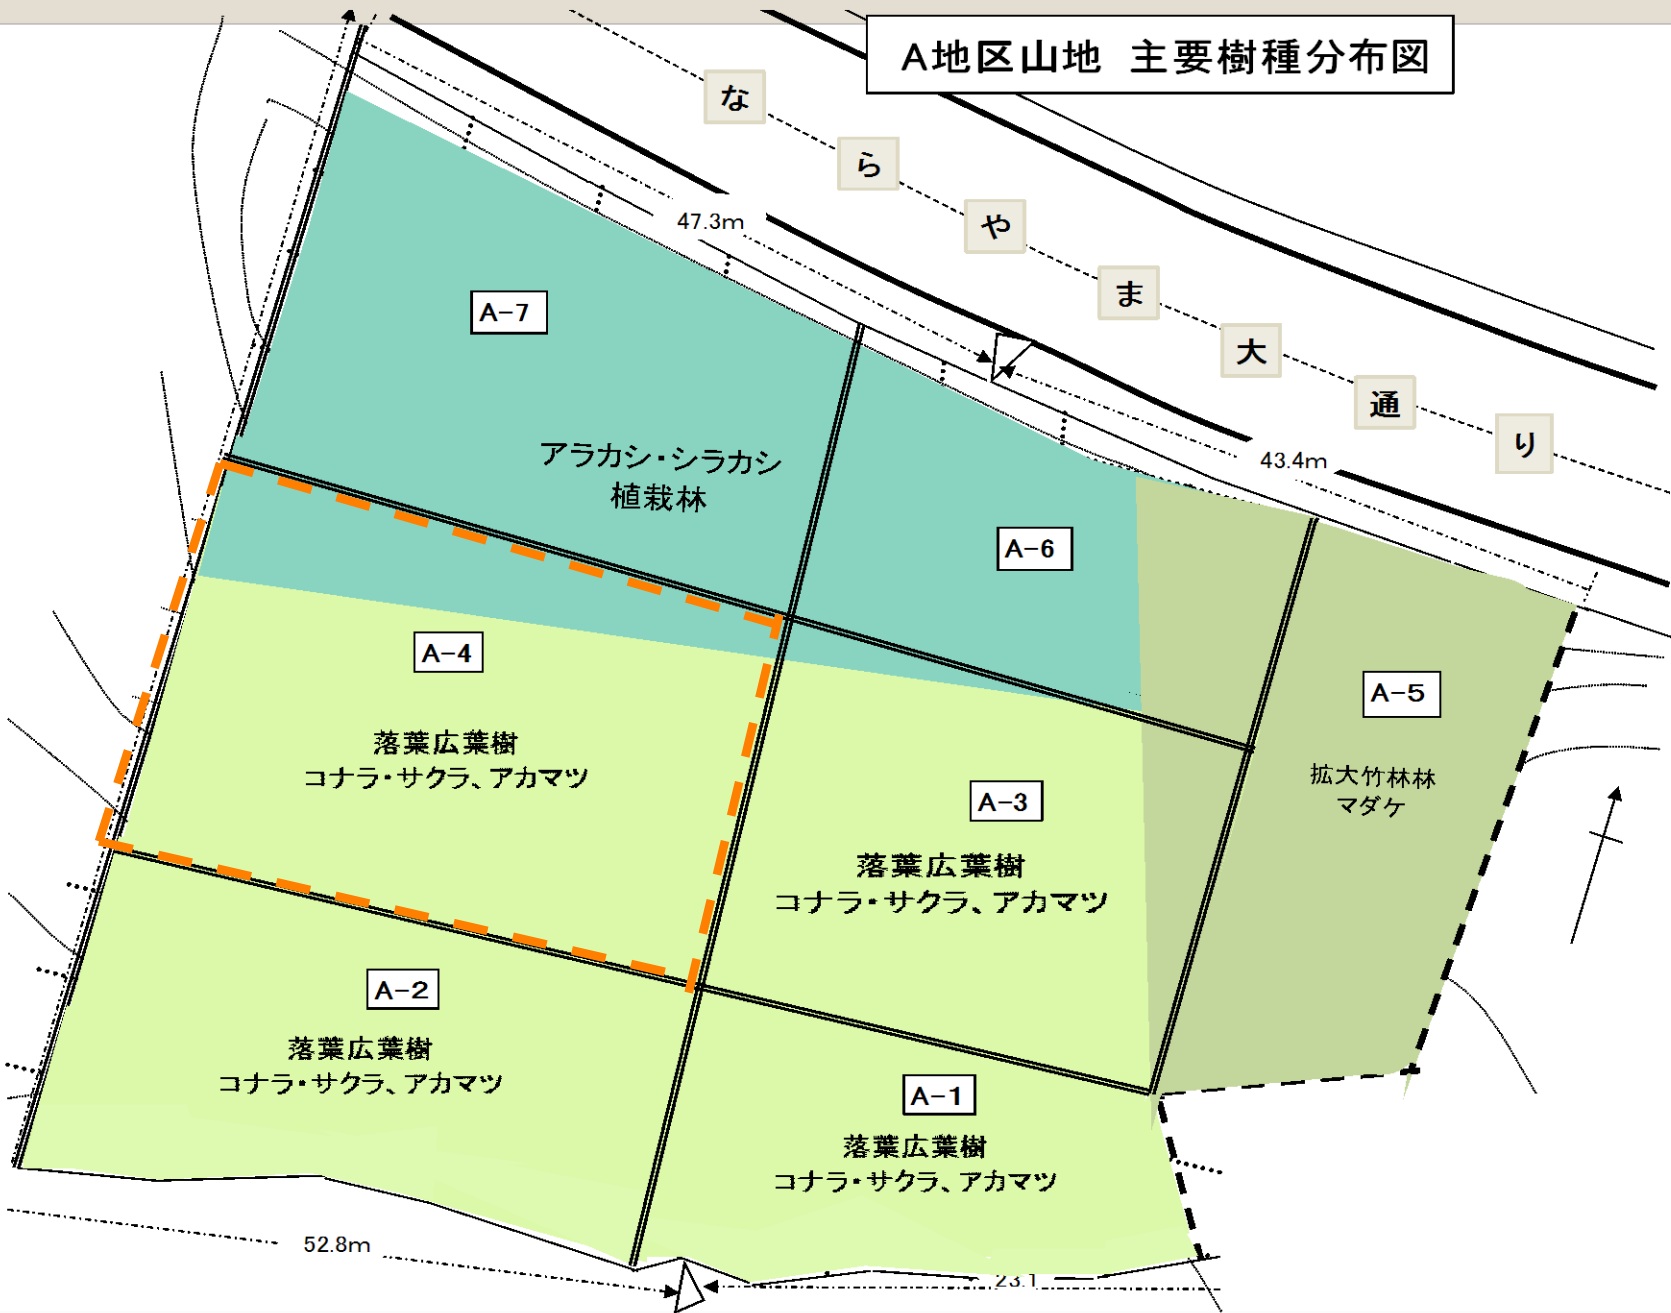 A地区山地 主要樹種分布図
な
ら
や
ま
大
通
り
47.3m
43.4m
A-7
アラカシ・シラカシ
植栽林
A-6
A-4
落葉広葉樹
コナラ・サクラ、アカマツ
A-5
拡大竹林林
マダケ
A-3
落葉広葉樹
コナラ・サクラ、アカマツ
A-2
落葉広葉樹
コナラ・サクラ、アカマツ
A-1
落葉広葉樹
コナラ・サクラ、アカマツ
52.8m
23.1